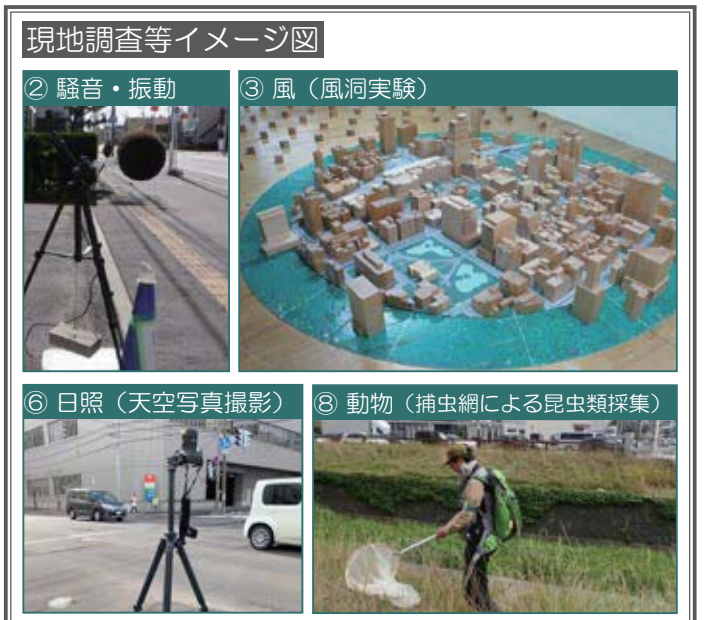 現地調査等イメージ図
② 騒音・振動
③ 風（風洞実験）
⑥ 日照（天空写真撮影）
⑧ 動物（捕虫網による昆虫類採集）